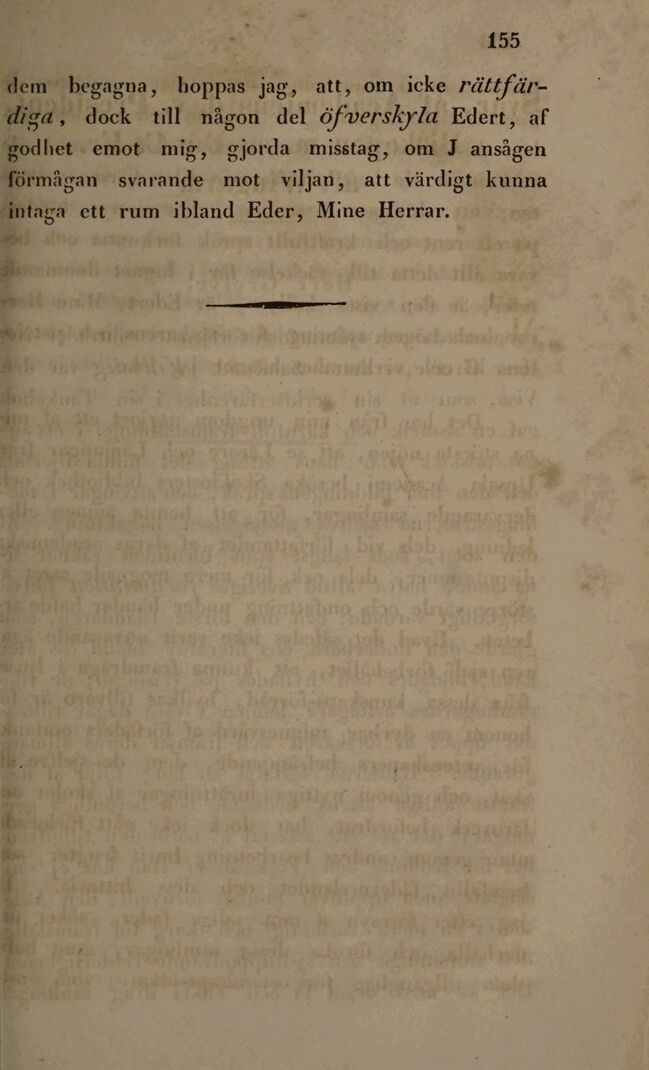 155
dem begagna, hoppas jag, att, om icke rättfär-
diga, dock till någon del öfverskyla Edert, af
godhet emot mig, gjorda misstag, om J ansågen
förmågan svarande mot viljan, att värdigt kunna
intaga ett rum ibland Eder, Mine Herrar.